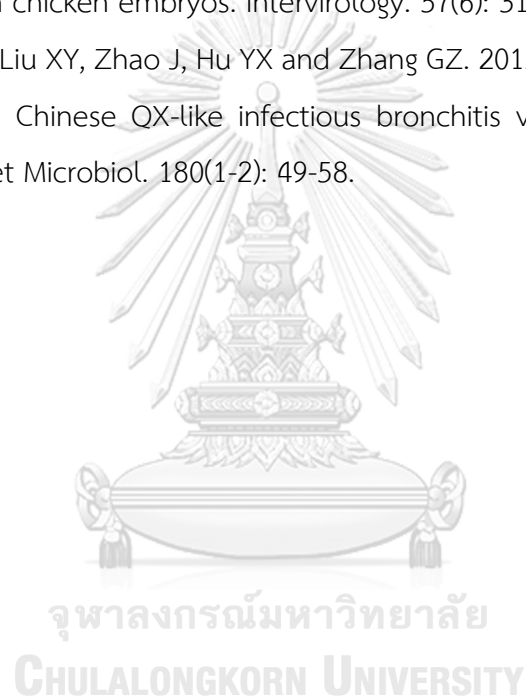 chicken embryos. Intervirology. 57(6): 31
Liu XY, Zhao J, Hu YX and Zhang GZ. 201
Chinese QX-like infectious bronchitis v
et Microbiol. 180(1-2): 49-58.
จุฬาลงกรณ์มหาวิทยาลัย
CHULALONGKORN UNIVERSITY